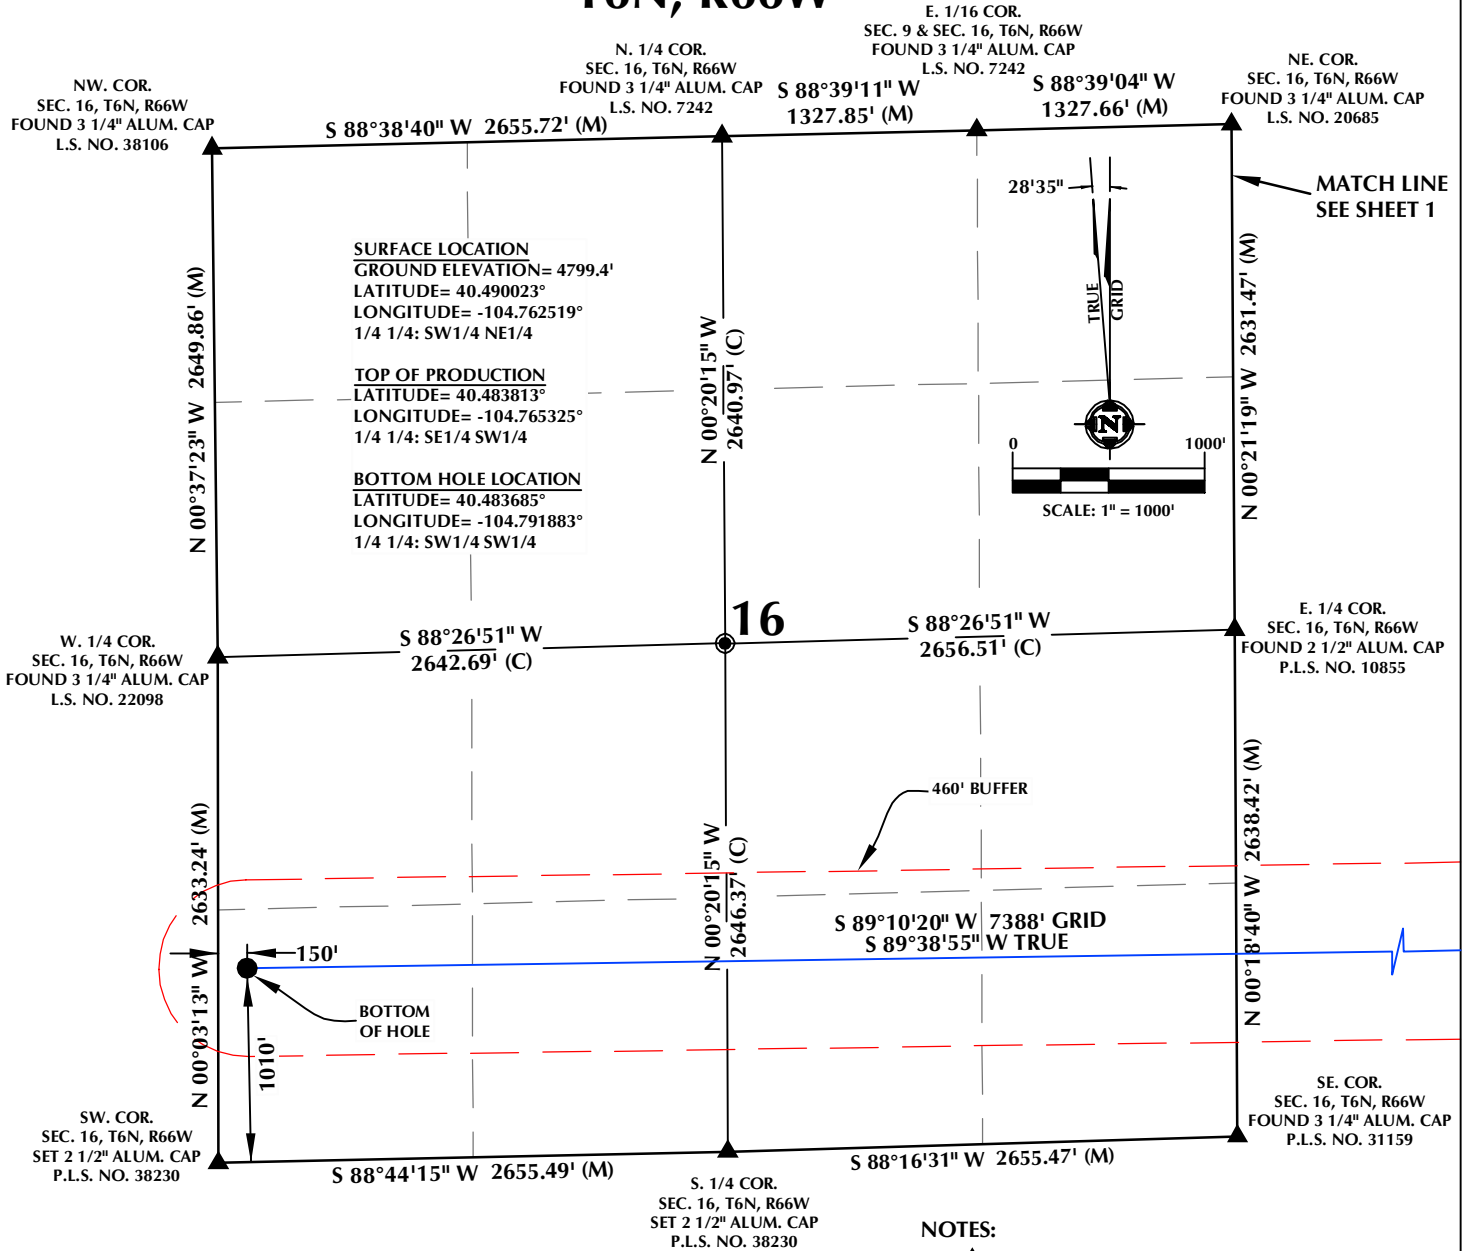 T6N, R66W
E. 1/16 COR.
SEC. 9 & SEC. 16, T6N, R66W
FOUND 3 1/4" ALUM. CAP
L.S. NO. 7242
N. 1/4 COR.
SEC. 16, T6N, R66W
FOUND 3 1/4" ALUM. CAP
L.S. NO. 7242
NW. COR.
SEC. 16, T6N, R66W
FOUND 3 1/4" ALUM. CAP
L.S. NO. 38106
NE. COR.
SEC. 16, T6N, R66W
FOUND 3 1/4" ALUM. CAP
L.S. NO. 20685
S 88°38'40" W 2655.72' (M)
S 88°39'11" W
1327.85' (M)
S 88°39'04" W
1327.66' (M)
MATCH LINE
SEE SHEET 1
28'35"
TRUE
GRID
N
0 1000'
SCALE: 1" = 1000'
SURFACE LOCATION
GROUND ELEVATION= 4799.4'
LATITUDE= 40.490023°
LONGITUDE= -104.762519°
1/4 1/4: SW1/4 NE1/4
TOP OF PRODUCTION
LATITUDE= 40.483813°
LONGITUDE= -104.765325°
1/4 1/4: SE1/4 SW1/4
BOTTOM HOLE LOCATION
LATITUDE= 40.483685°
LONGITUDE= -104.791883°
1/4 1/4: SW1/4 SW1/4
N 00°37'23" W 2649.86' (M)
N 00°20'15" W
2640.97' (C)
N 00°21'19" W 2631.47' (M)
16
S 88°26'51" W
2642.69' (C)
S 88°26'51" W
2656.51' (C)
W. 1/4 COR.
SEC. 16, T6N, R66W
FOUND 3 1/4" ALUM. CAP
L.S. NO. 22098
E. 1/4 COR.
SEC. 16, T6N, R66W
FOUND 2 1/2" ALUM. CAP
P.L.S. NO. 10855
460' BUFFER
N 00°03'13" W 2633.24' (M)
N 00°20'15" W
2646.37' (C)
N 00°18'40" W 2638.42' (M)
S 89°10'20" W 7388' GRID
S 89°38'55" W TRUE
150'
BOTTOM
OF HOLE
1010'
SW. COR.
SEC. 16, T6N, R66W
SET 2 1/2" ALUM. CAP
P.L.S. NO. 38230
SE. COR.
SEC. 16, T6N, R66W
FOUND 3 1/4" ALUM. CAP
P.L.S. NO. 31159
S 88°44'15" W 2655.49' (M)
S 88°16'31" W 2655.47' (M)
S. 1/4 COR.
SEC. 16, T6N, R66W
SET 2 1/2" ALUM. CAP
P.L.S. NO. 38230
NOTES: